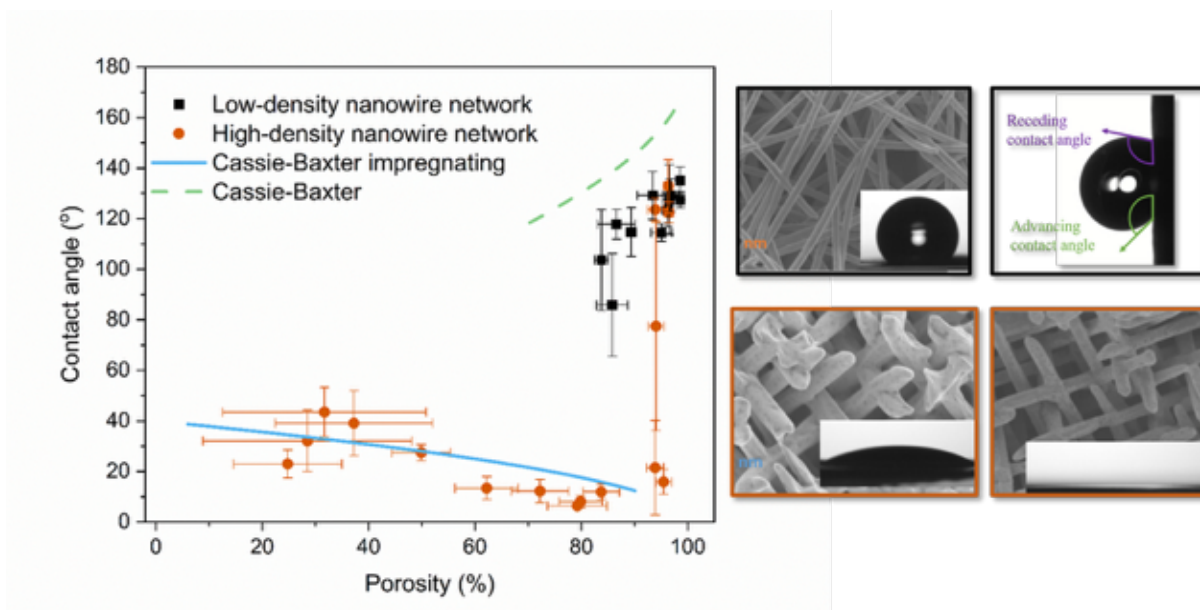 180
160
140
120
100
80
60
40
20
0
Contact angle (°)
Low-density nanowire network
High-density nanowire network
Cassie-Baxter impregnating
Cassie-Baxter
0 20 40 60 80 100
Porosity (%)
Receding
contact angle
Advancing
contact angle